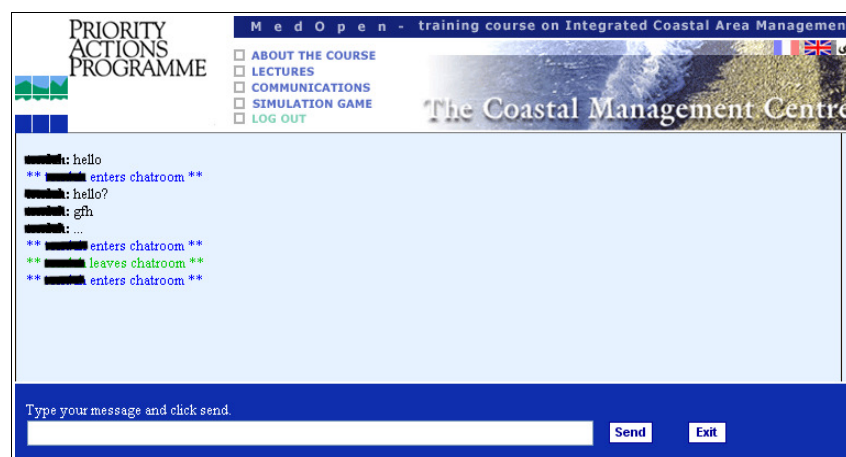 PRIORITY
ACTIONS
PROGRAMME
MedOpen - training course on Integrated Coastal Area Managemen
ABOUT THE COURSE
LECTURES
COMMUNICATIONS
SIMULATION GAME
LOG OUT
The Coastal Management Centre
: hello
** enters chatroom **
: hello?
: gfh
: ...
** enters chatroom **
** leaves chatroom **
** enters chatroom **
Type your message and click send.
Send
Exit